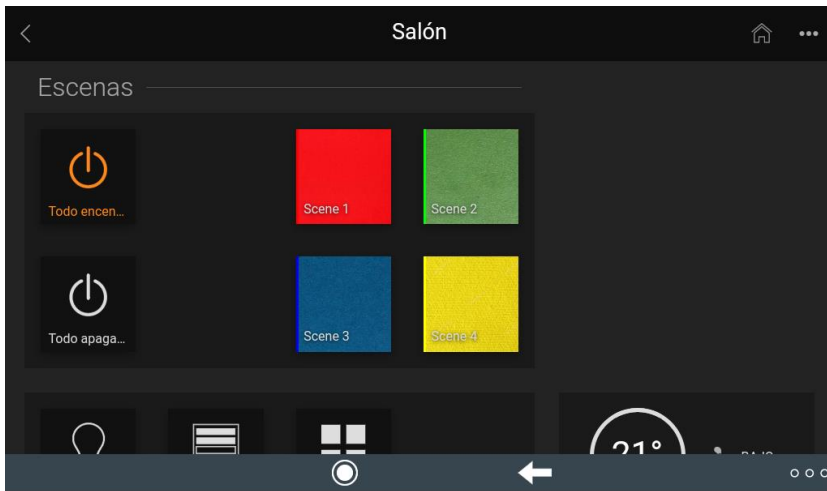 Salón
Escenas
Todo encen...
Scene 1
Scene 2
Todo apaga...
Scene 3
Scene 4
21°